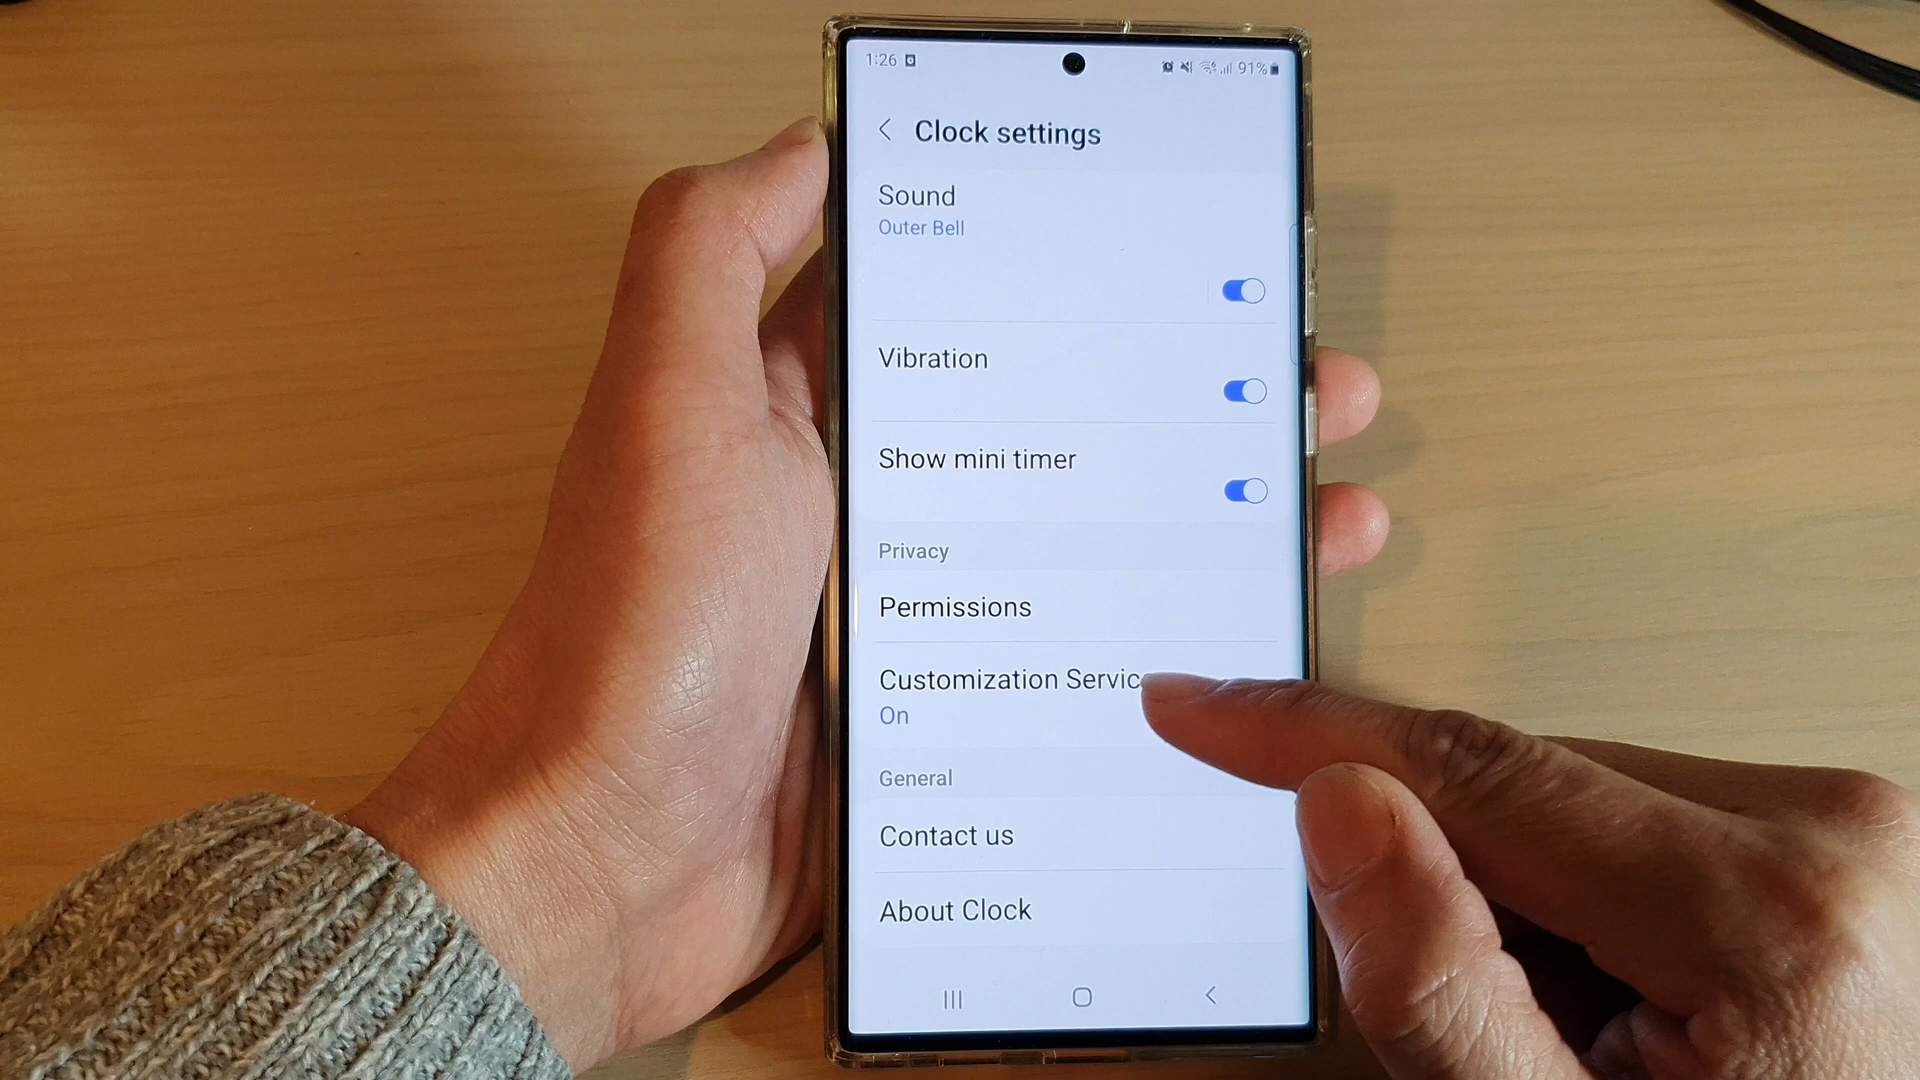 1:26
91%
Clock settings
Sound
Outer Bell
Vibration
Show mini timer
Privacy
Permissions
Customization Servic
On
General
Contact us
About Clock